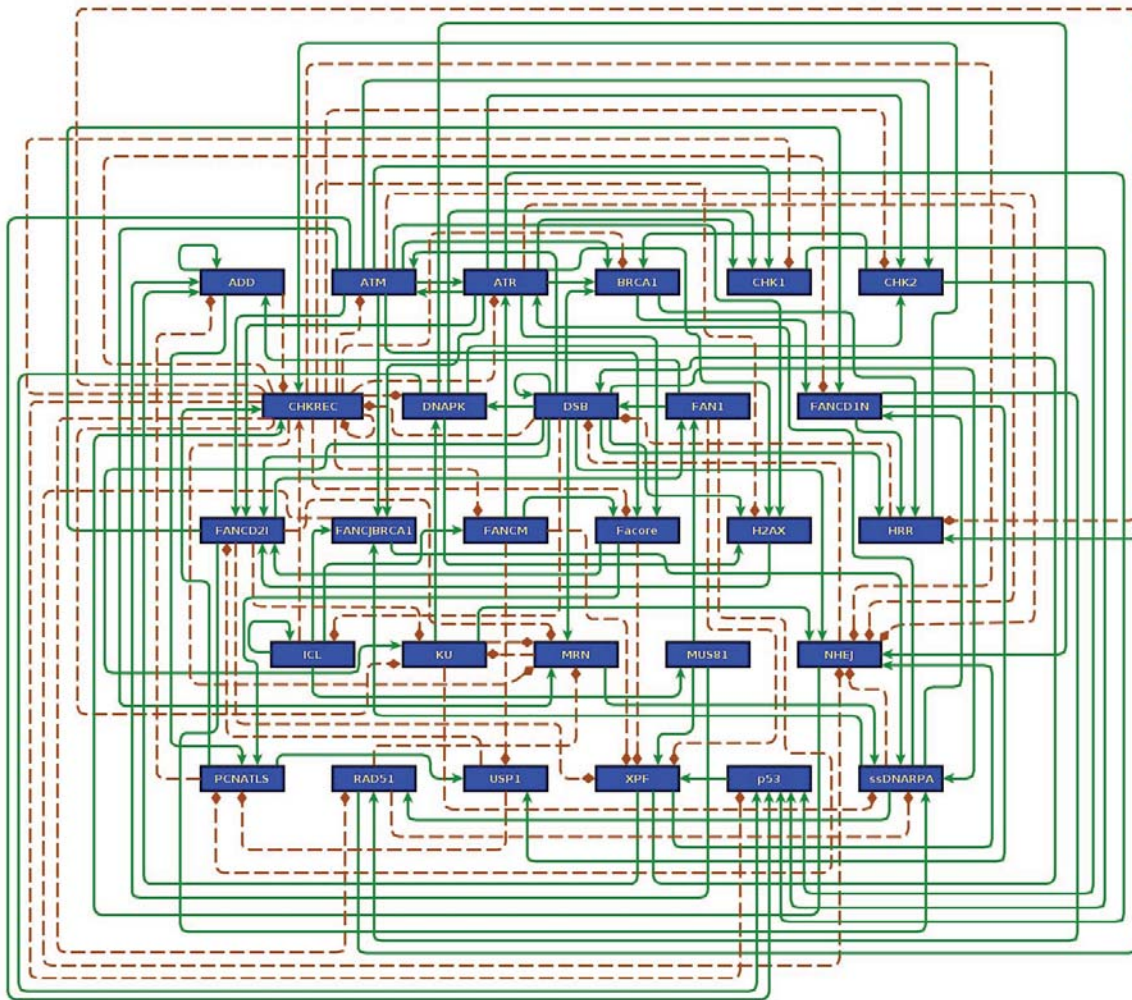 ADD ATM ATR BRCA1 CHK1 CHK2
CHKREC DNAPK DSB FAN1 FANCD1N
FANCD2I FANCJBRCA1 FANCM FAcore H2AX HRR
ICL KU MRN MUS81 NHEJ
PCNATLS RAD51 USP1 XPF p53 ssDNARPA